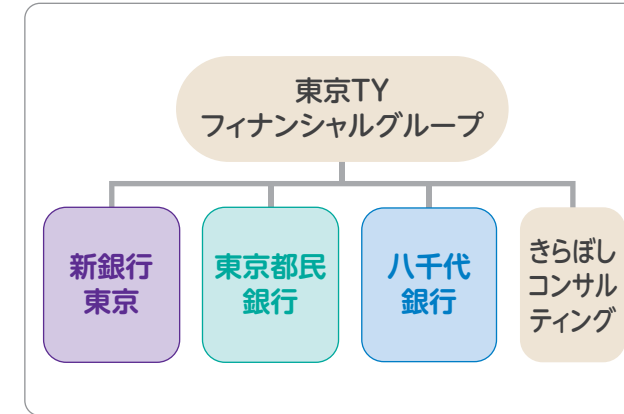 東京TY
フィナンシャルグループ
新銀行
東京
東京都民
銀行
八千代
銀行
きらぼし
コンサル
ティング